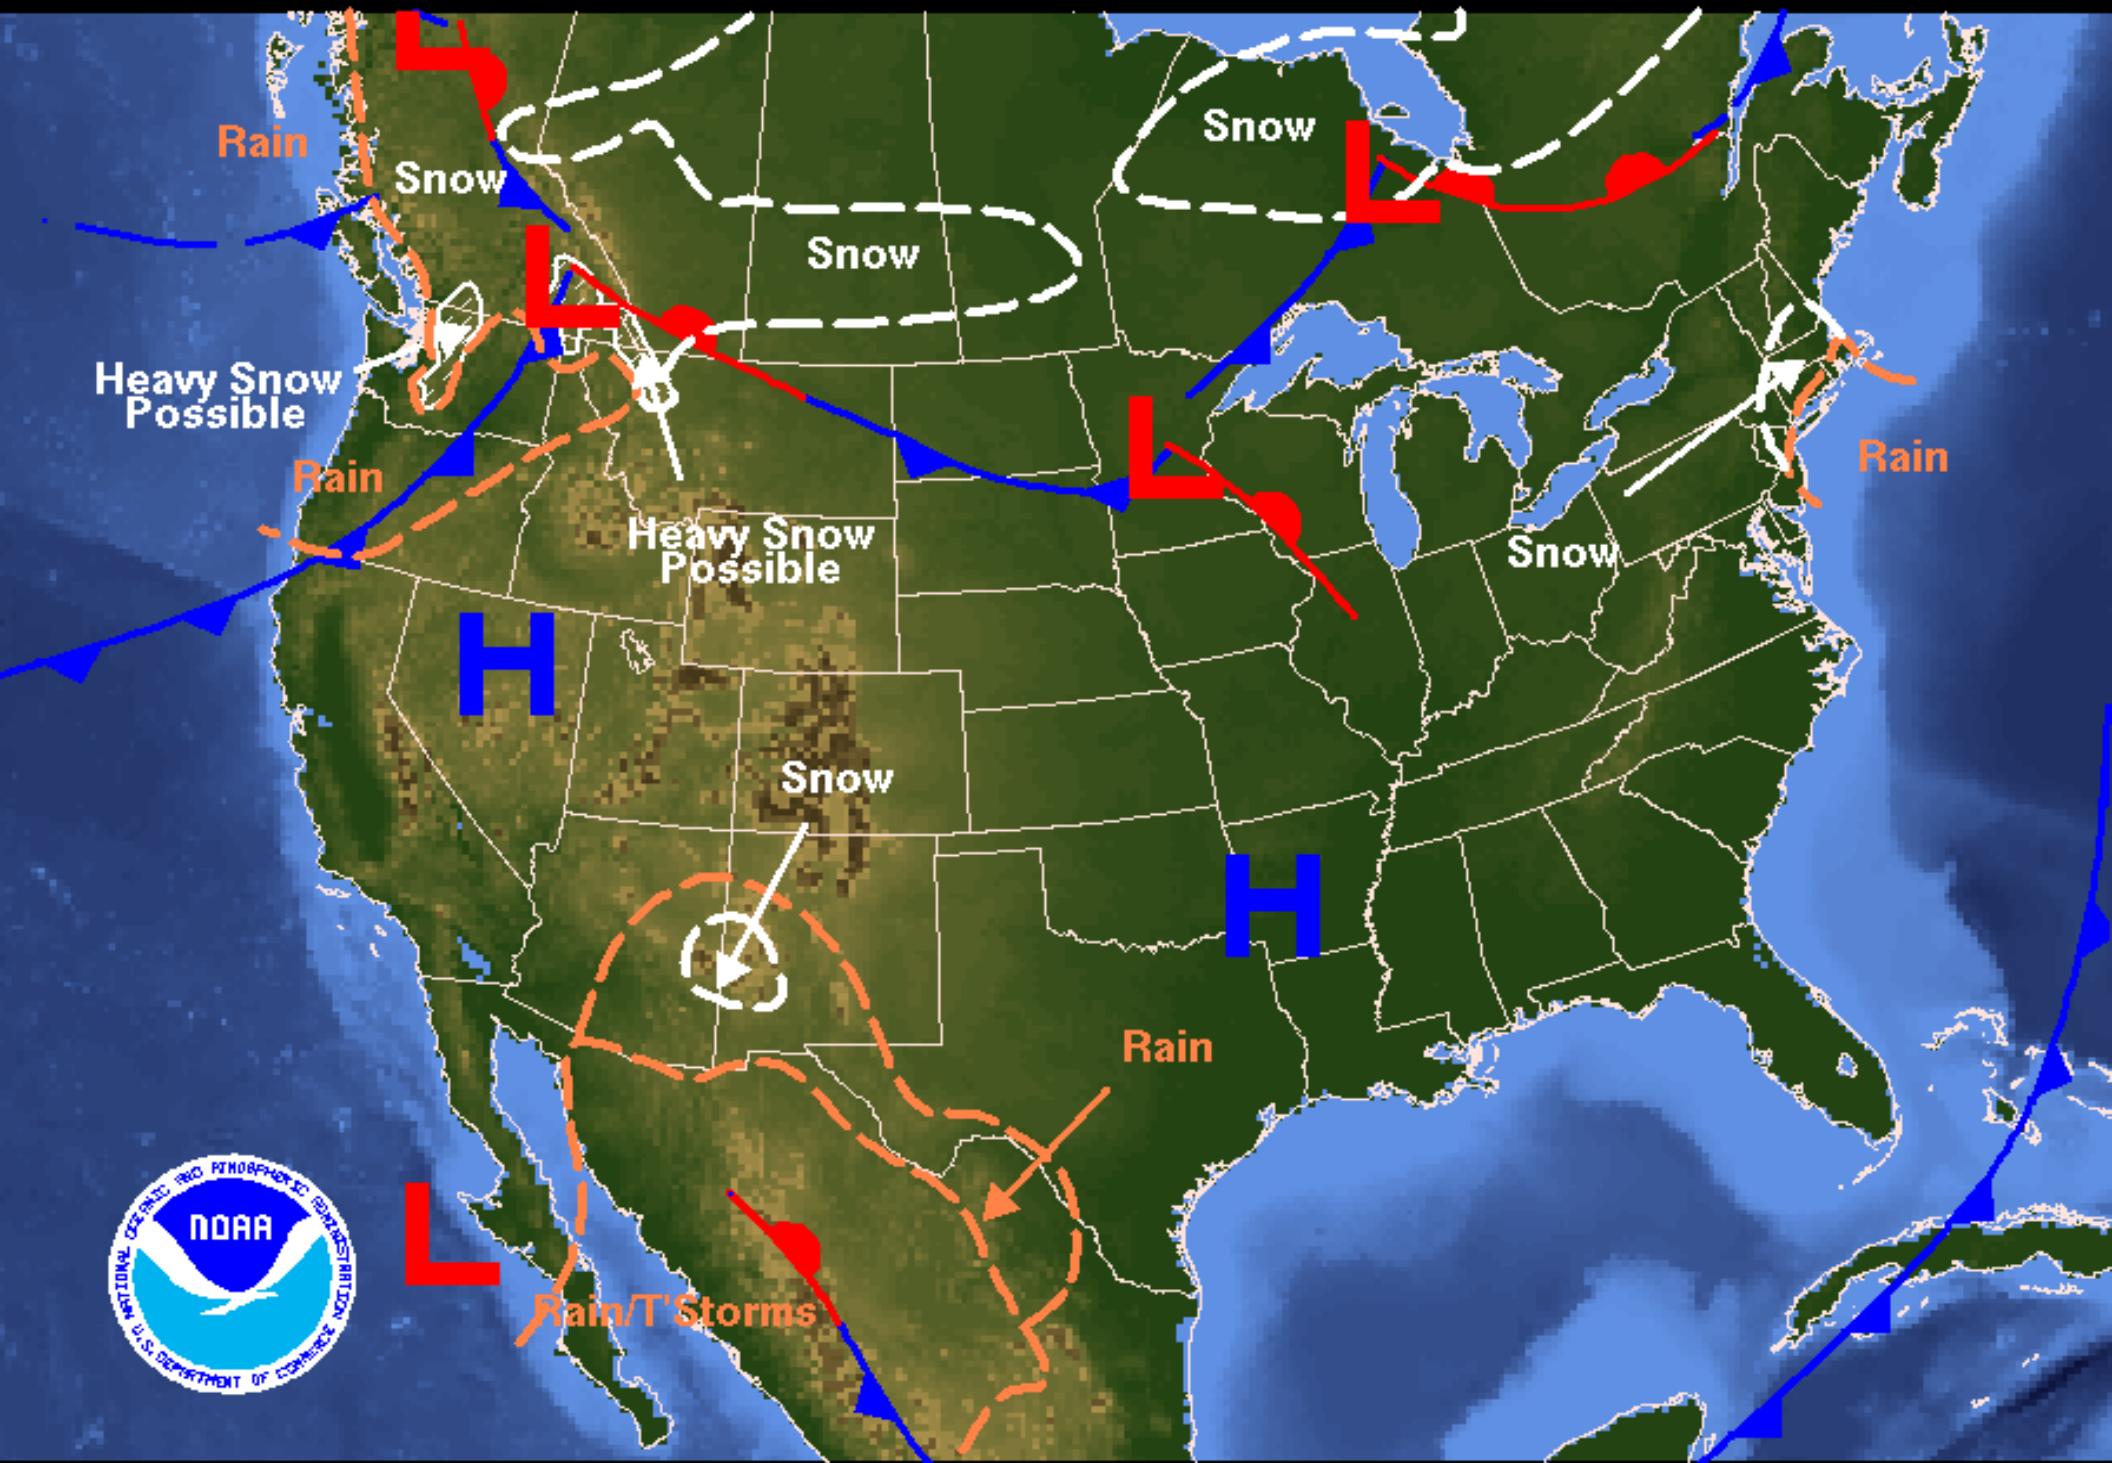 Snow
Rain
Snow
Snow
Heavy Snow
Possible
Rain
Rain
Heavy Snow
Possible
Snow
H
Snow
H
Rain
L
L
L
L
L
Rain/T'Storms
NOAA
NATIONAL OCEANIC AND ATMOSPHERIC ADMINISTRATION
U.S. DEPARTMENT OF COMMERCE